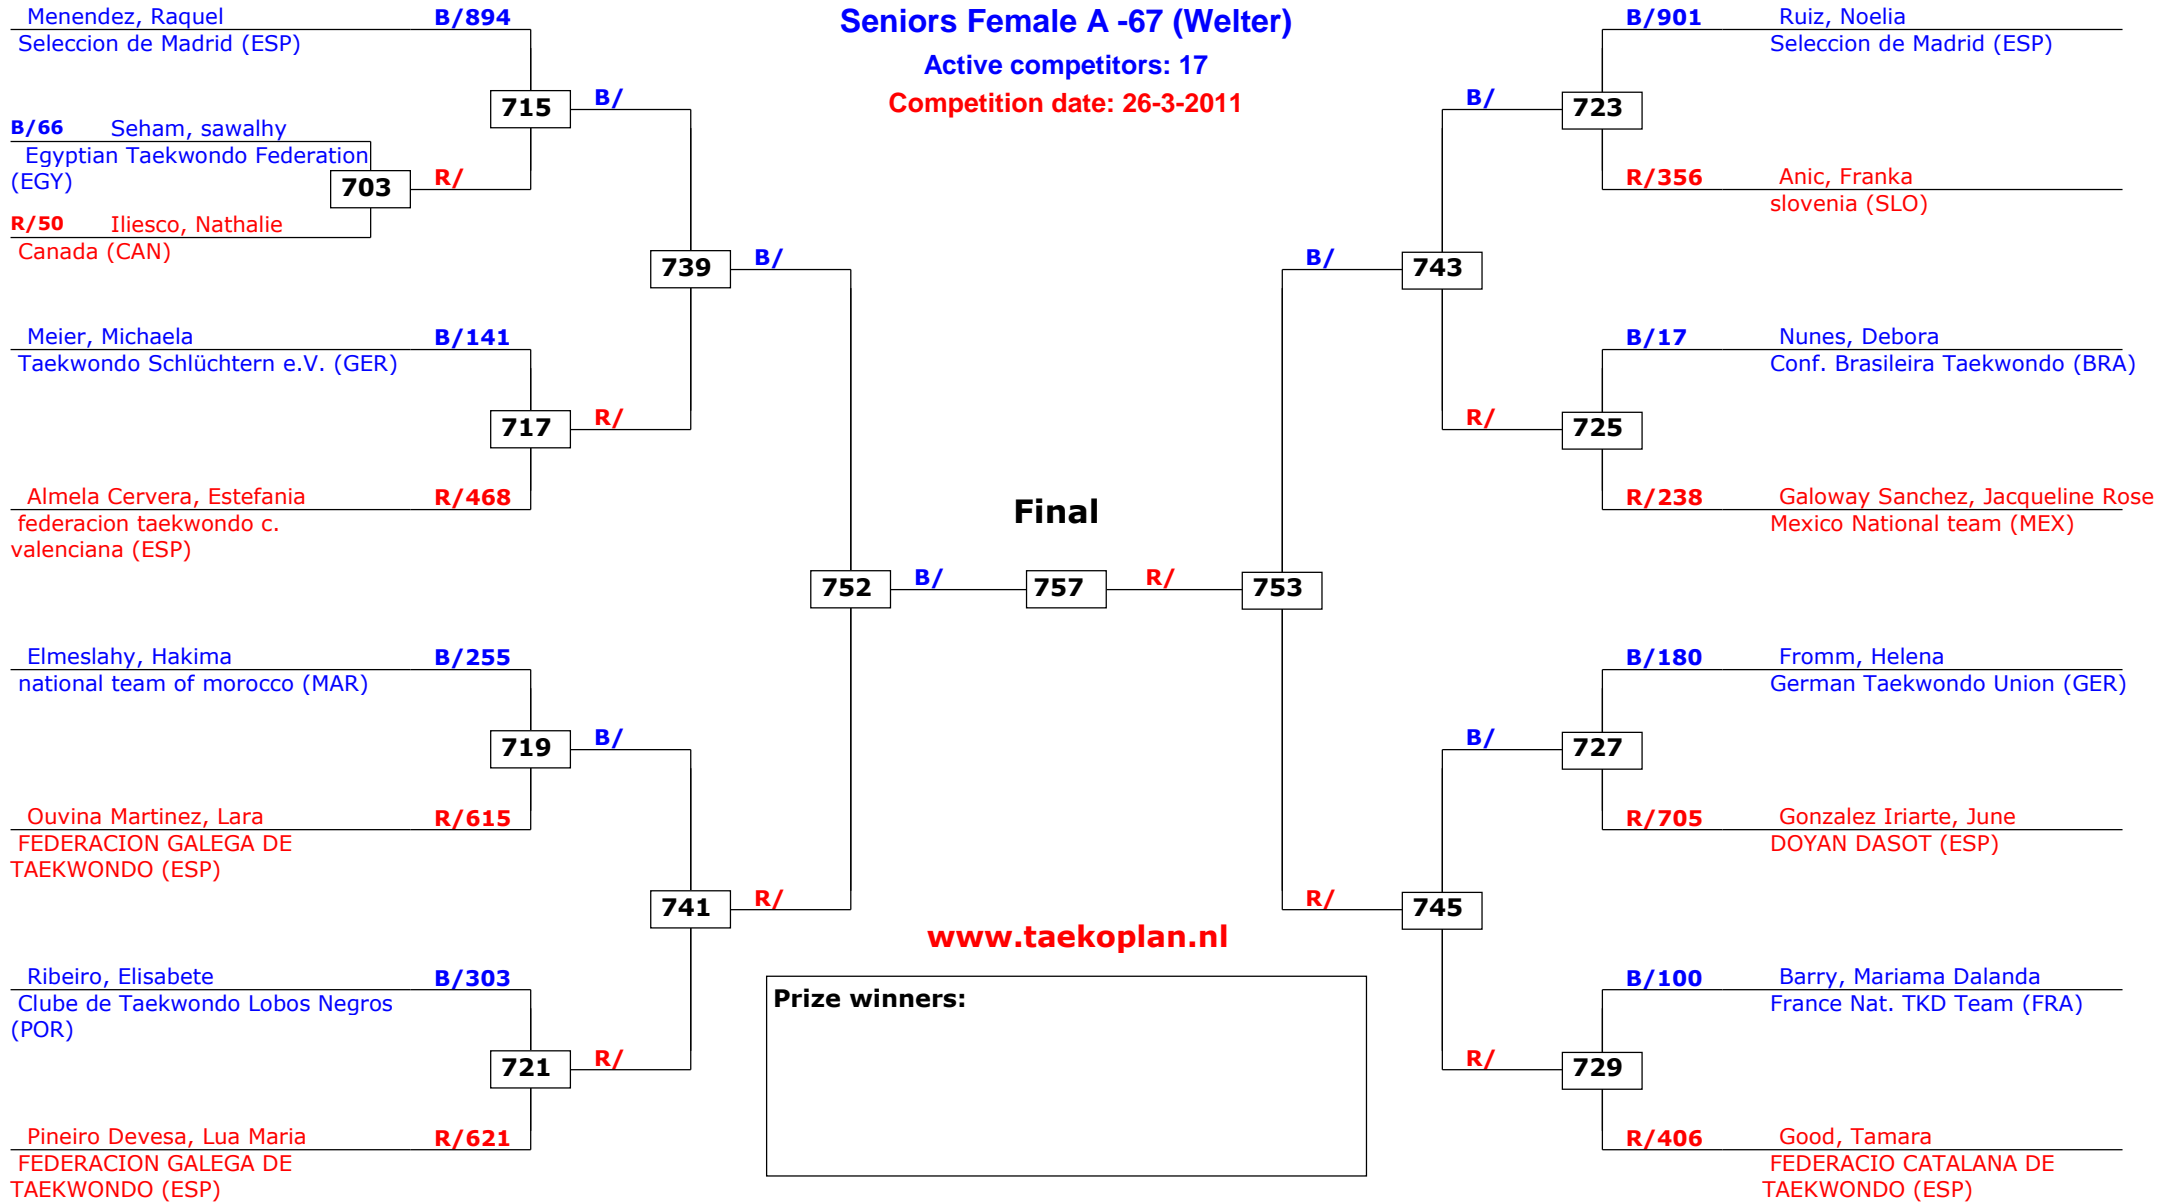 Seniors Female A -67 (Welter)
Active competitors: 17
Competition date: 26-3-2011
Menendez, Raquel B/894
Seleccion de Madrid (ESP)
715 B/
B/66 Seham, sawalhy
Egyptian Taekwondo Federation
(EGY)
703 R/
R/50 Iliesco, Nathalie
Canada (CAN)
739 B/
Meier, Michaela B/141
Taekwondo Schlüchtern e.V. (GER)
717 R/
Almela Cervera, Estefania R/468
federacion taekwondo c.
valenciana (ESP)
752 B/
Elmeslahy, Hakima B/255
national team of morocco (MAR)
719 B/
Ouvina Martinez, Lara R/615
FEDERACION GALEGA DE
TAEKWONDO (ESP)
741 R/
Ribeiro, Elisabete B/303
Clube de Taekwondo Lobos Negros
(POR)
721 R/
Pineiro Devesa, Lua Maria R/621
FEDERACION GALEGA DE
TAEKWONDO (ESP)
Final
757
R/ 753
B/901 Ruiz, Noelia
Seleccion de Madrid (ESP)
B/ 723
R/356 Anic, Franka
slovenia (SLO)
B/ 743
B/17 Nunes, Debora
Conf. Brasileira Taekwondo (BRA)
R/ 725
R/238 Galoway Sanchez, Jacqueline Rose
Mexico National team (MEX)
B/180 Fromm, Helena
German Taekwondo Union (GER)
B/ 727
R/705 Gonzalez Iriarte, June
DOYAN DASOT (ESP)
R/ 745
B/100 Barry, Mariama Dalanda
France Nat. TKD Team (FRA)
R/ 729
R/406 Good, Tamara
FEDERACIO CATALANA DE
TAEKWONDO (ESP)
www.taekoplan.nl
Prize winners: